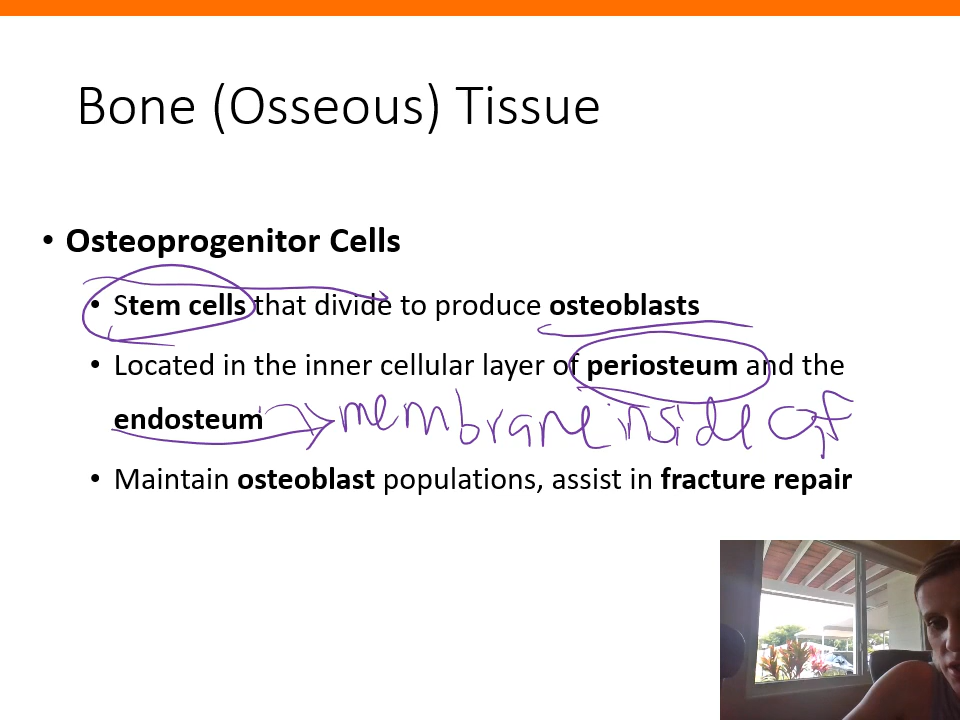 Bone (Osseous) Tissue
• Osteoprogenitor Cells
• Stem cells that divide to produce osteoblasts
• Located in the inner cellular layer of periosteum and the
endosteum → membrane inside of
• Maintain osteoblast populations, assist in fracture repair